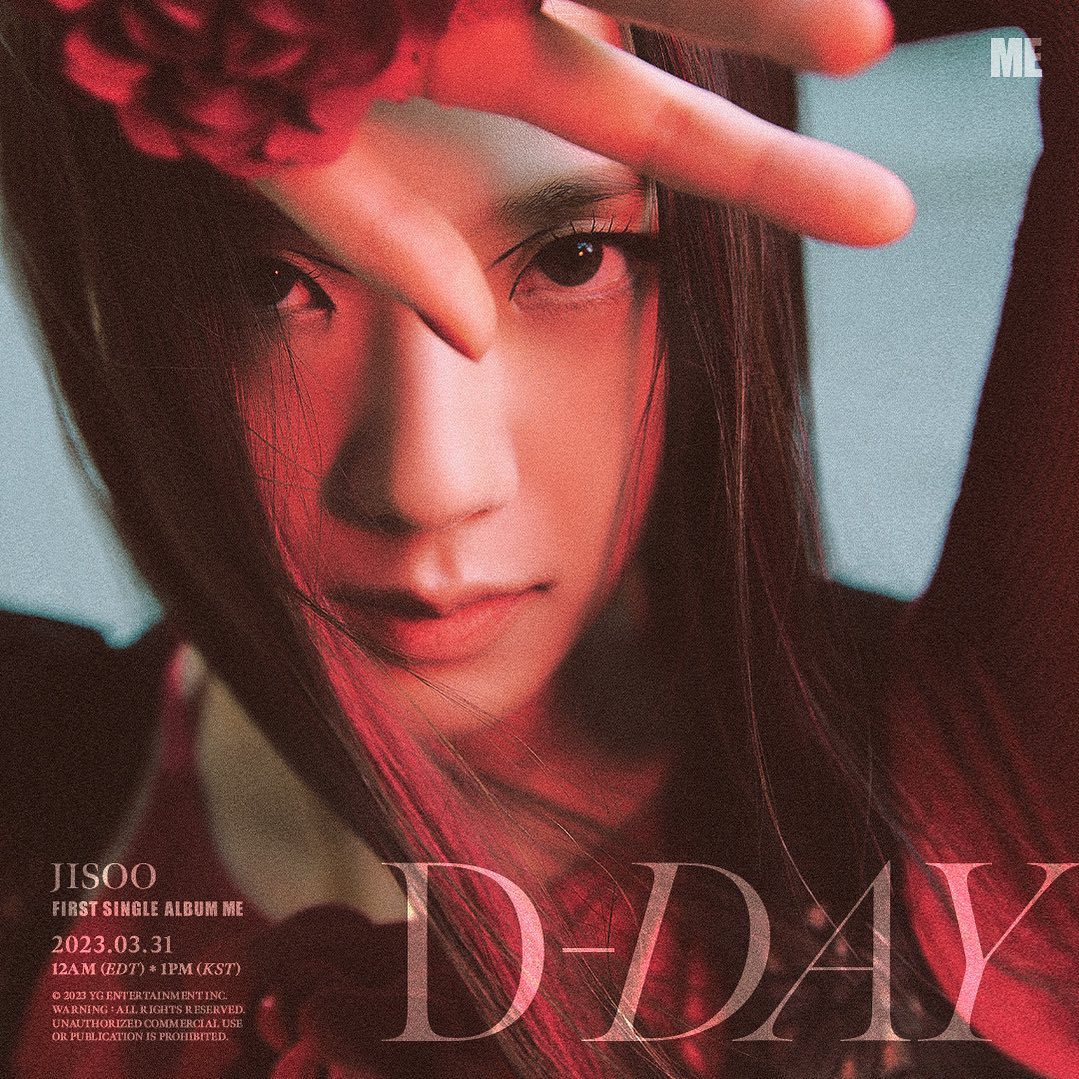 ME
JISOO
FIRST SINGLE ALBUM ME
2023.03.31
12AM (EDT) * 1PM (KST)
© 2023 YG ENTERTAINMENT INC.
WARNING : ALL RIGHTS RESERVED.
UNAUTHORIZED COMMERCIAL USE
OR PUBLICATION IS PROHIBITED.
D-DAY